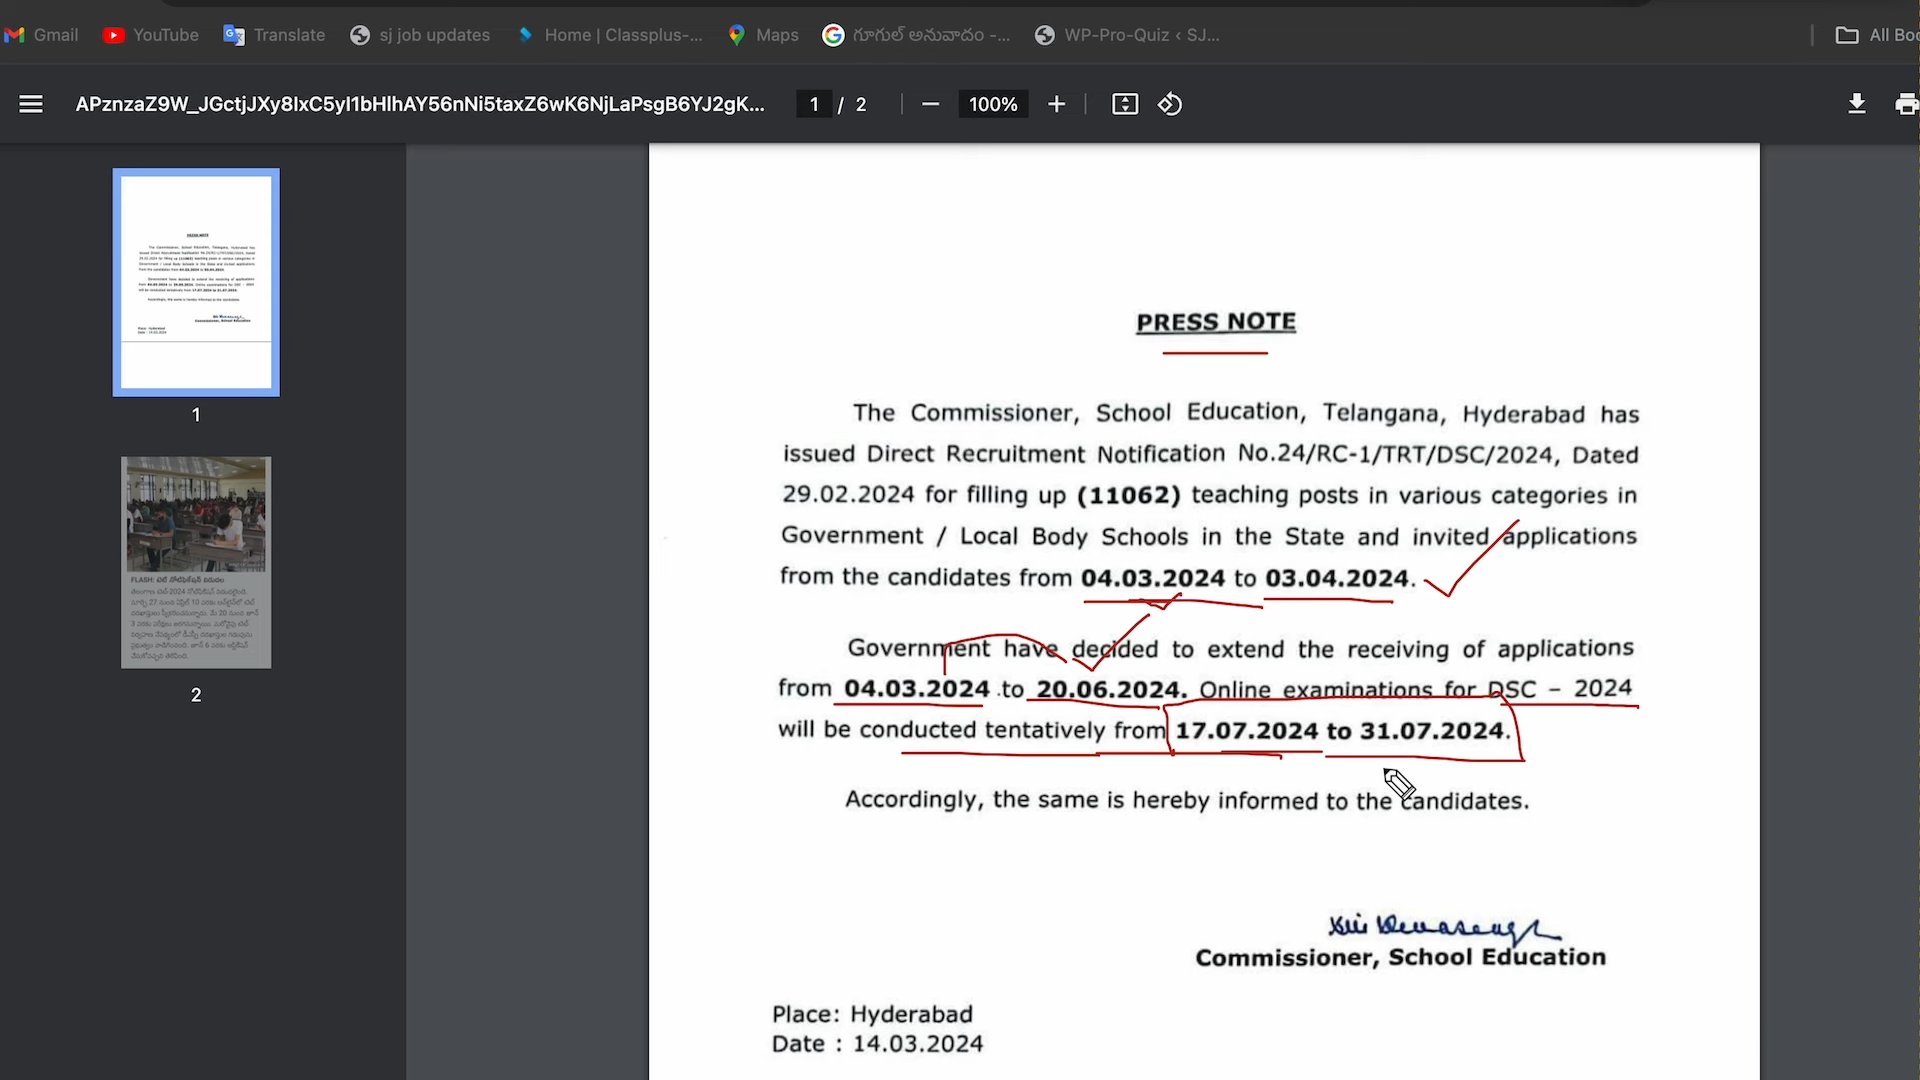 Gmail YouTube Translate sj job updates Home | Classplus-... Maps గూగుల్ అనువాదం -... WP-Pro-Quiz ‹ SJ... All Boo
APznzaZ9W_JGctjJXy8IxC5yI1bHlhAY56nNi5taxZ6wK6NjLaPsgB6YJ2gK... 1 / 2 100%
1
FLASH: టెట్ నోటిఫికేషన్ విడుదల
2
PRESS NOTE
The Commissioner, School Education, Telangana, Hyderabad has
issued Direct Recruitment Notification No.24/RC-1/TRT/DSC/2024, Dated
29.02.2024 for filling up (11062) teaching posts in various categories in
Government / Local Body Schools in the State and invited applications
from the candidates from 04.03.2024 to 03.04.2024.
Government have decided to extend the receiving of applications
from 04.03.2024 to 20.06.2024. Online examinations for DSC – 2024
will be conducted tentatively from 17.07.2024 to 31.07.2024.
Accordingly, the same is hereby informed to the candidates.
Commissioner, School Education
Place: Hyderabad
Date : 14.03.2024